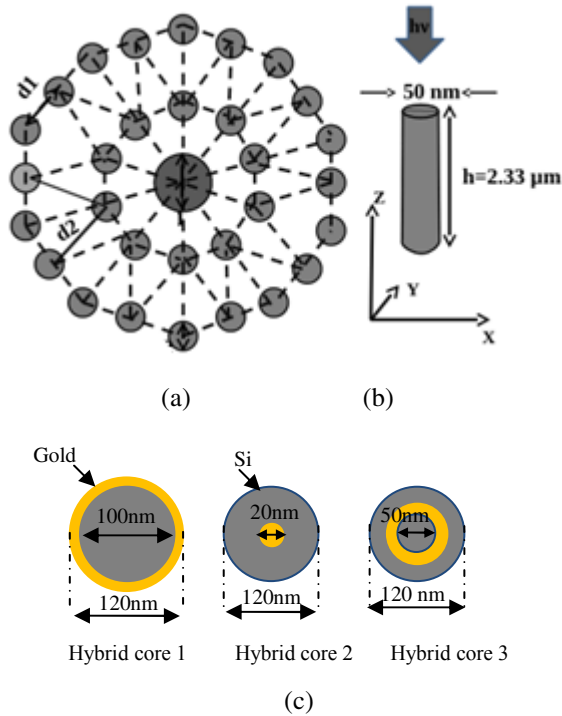 d1
d2
(a)
hν
50 nm
h=2.33 μm
Z
Y
X
(b)
Gold
100nm
120nm
Hybrid core 1
Si
20nm
120nm
Hybrid core 2
50nm
120 nm
Hybrid core 3
(c)